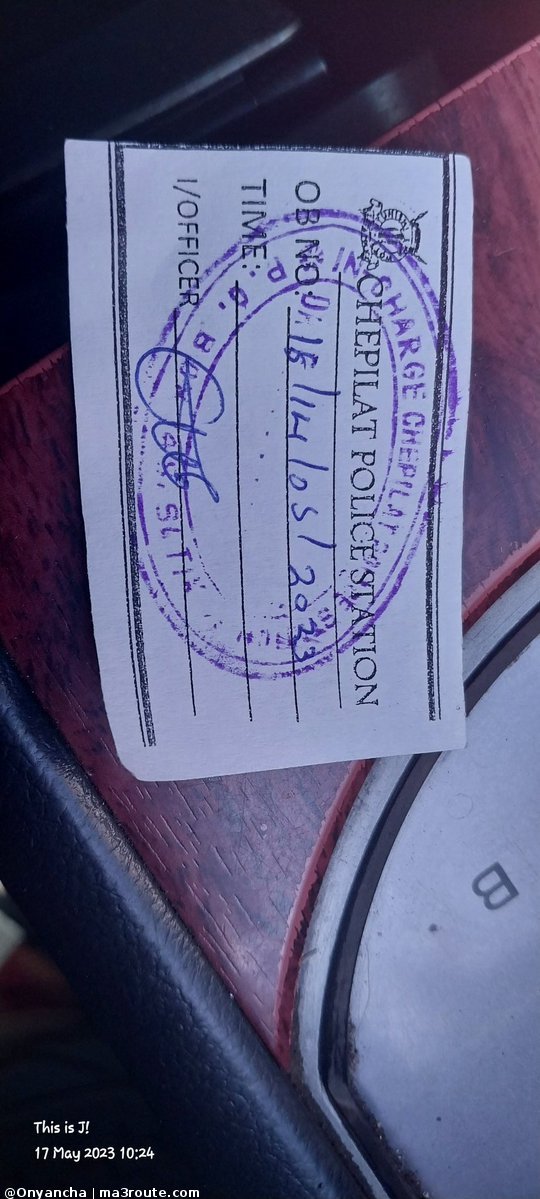 CHEPILAT POLICE STATION
OB NO: 18/14/05/2023
TIME:
I/OFFICER
IN CHARGE CHEPILAT
P. O. B
B
This is J!
17 May 2023 10:24
@Onyancha | ma3route.com